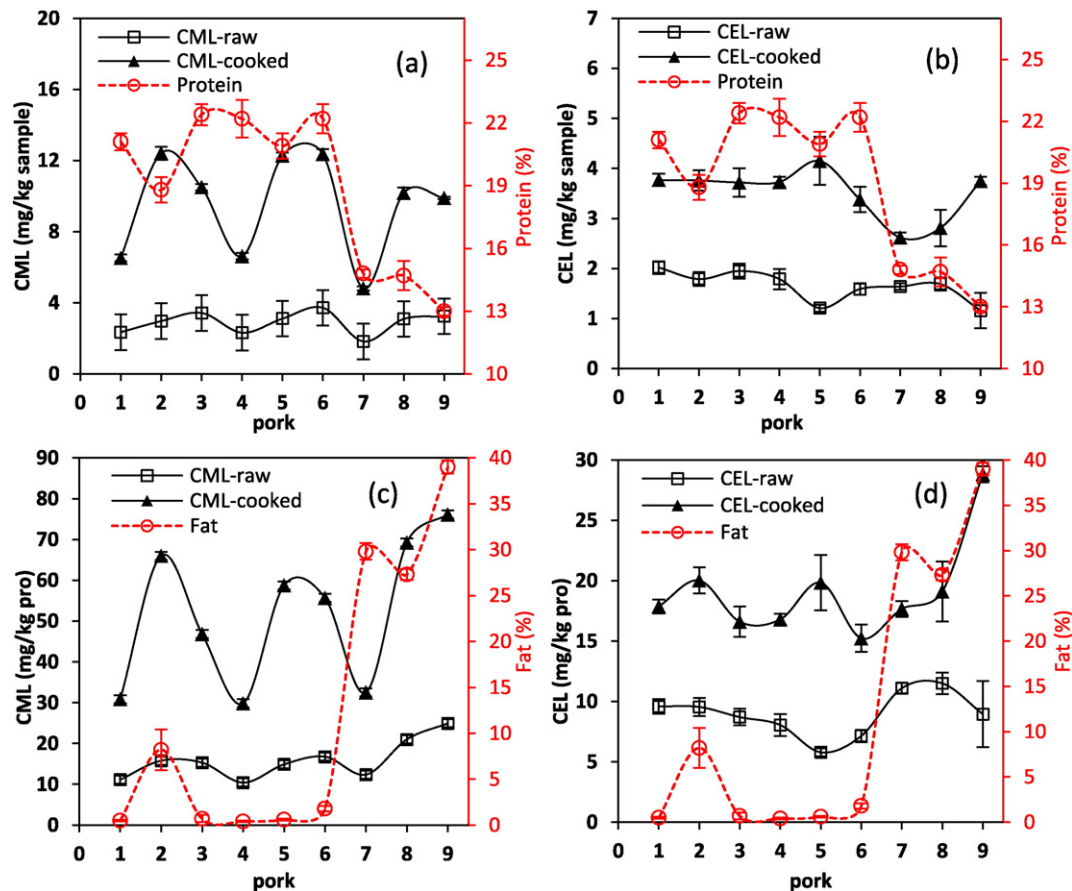 CML-raw
CML-cooked
Protein
(a)
CML (mg/kg sample)
20
16
12
8
4
0
Protein (%)
25
22
19
16
13
10
0 1 2 3 4 5 6 7 8 9
pork
CEL-raw
CEL-cooked
Protein
(b)
CEL (mg/kg sample)
7
6
5
4
3
2
1
0
Protein (%)
25
22
19
16
13
10
0 1 2 3 4 5 6 7 8 9
pork
CML-raw
CML-cooked
Fat
(c)
CML (mg/kg pro)
90
80
70
60
50
40
30
20
10
0
Fat (%)
40
35
30
25
20
15
10
5
0
0 1 2 3 4 5 6 7 8 9
pork
CEL-raw
CEL-cooked
Fat
(d)
CEL (mg/kg pro)
30
25
20
15
10
5
0
Fat (%)
40
35
30
25
20
15
10
5
0
0 1 2 3 4 5 6 7 8 9
pork